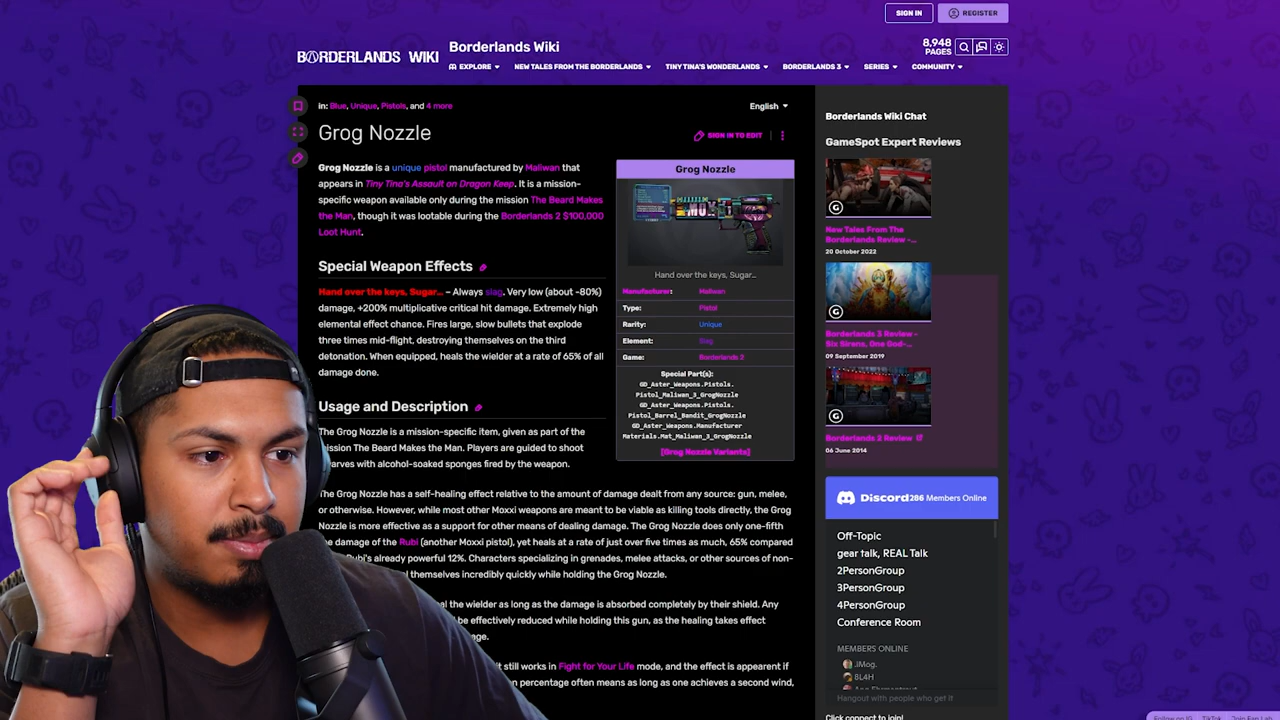 SIGN IN
REGISTER
BORDERLANDS WIKI
Borderlands Wiki
8,948
PAGES
EXPLORE
NEW TALES FROM THE BORDERLANDS
TINY TINA'S WONDERLANDS
BORDERLANDS 3
SERIES
COMMUNITY
in: Blue, Unique, Pistols, and 4 more
English
Grog Nozzle
SIGN IN TO EDIT
Grog Nozzle is a unique pistol manufactured by Maliwan that
appears in Tiny Tina's Assault on Dragon Keep. It is a mission-
specific weapon available only during the mission The Beard Makes
the Man, though it was lootable during the Borderlands 2 $100,000
Loot Hunt.
Special Weapon Effects
Hand over the keys, Sugar... – Always slag. Very low (about -80%)
damage, +200% multiplicative critical hit damage. Extremely high
elemental effect chance. Fires large, slow bullets that explode
three times mid-flight, destroying themselves on the third
detonation. When equipped, heals the wielder at a rate of 65% of all
damage done.
Usage and Description
The Grog Nozzle is a mission-specific item, given as part of the
mission The Beard Makes the Man. Players are guided to shoot
arves with alcohol-soaked sponges fired by the weapon.
The Grog Nozzle has a self-healing effect relative to the amount of damage dealt from any source: gun, melee,
or otherwise. However, while most other Moxxi weapons are meant to be viable as killing tools directly, the Grog
Nozzle is more effective as a support for other means of dealing damage. The Grog Nozzle does only one-fifth
e damage of the Rubi (another Moxxi pistol), yet heals at a rate of just over five times as much, 65% compared
Rubi's already powerful 12%. Characters specializing in grenades, melee attacks, or other sources of non-
l themselves incredibly quickly while holding the Grog Nozzle.
al the wielder as long as the damage is absorbed completely by their shield. Any
be effectively reduced while holding this gun, as the healing takes effect
age.
it still works in Fight for Your Life mode, and the effect is apparent if
n percentage often means as long as one achieves a second wind,
Grog Nozzle
Hand over the keys, Sugar...
Manufacturer: Maliwan
Type: Pistol
Rarity: Unique
Element: Slag
Game: Borderlands 2
Special Part(s):
GD_Aster_Weapons.Pistols.
Pistol_Maliwan_3_GrogNozzle
GD_Aster_Weapons.Pistols.
Pistol_Barrel_Bandit_GrogNozzle
GD_Aster_Weapons.Manufacturer
Materials.Mat_Maliwan_3_GrogNozzle
[Grog Nozzle Variants]
Borderlands Wiki Chat
GameSpot Expert Reviews
New Tales From The
Borderlands Review -...
20 October 2022
Borderlands 3 Review -
Six Sirens, One God-...
09 September 2019
Borderlands 2 Review
06 June 2014
Discord 286 Members Online
Off-Topic
gear talk, REAL Talk
2PersonGroup
3PersonGroup
4PersonGroup
Conference Room
MEMBERS ONLINE
.IMog.
8L4H
Hangout with people who get it
Click connect to join!
Follow on IG
TikTok
Join Fan Lab